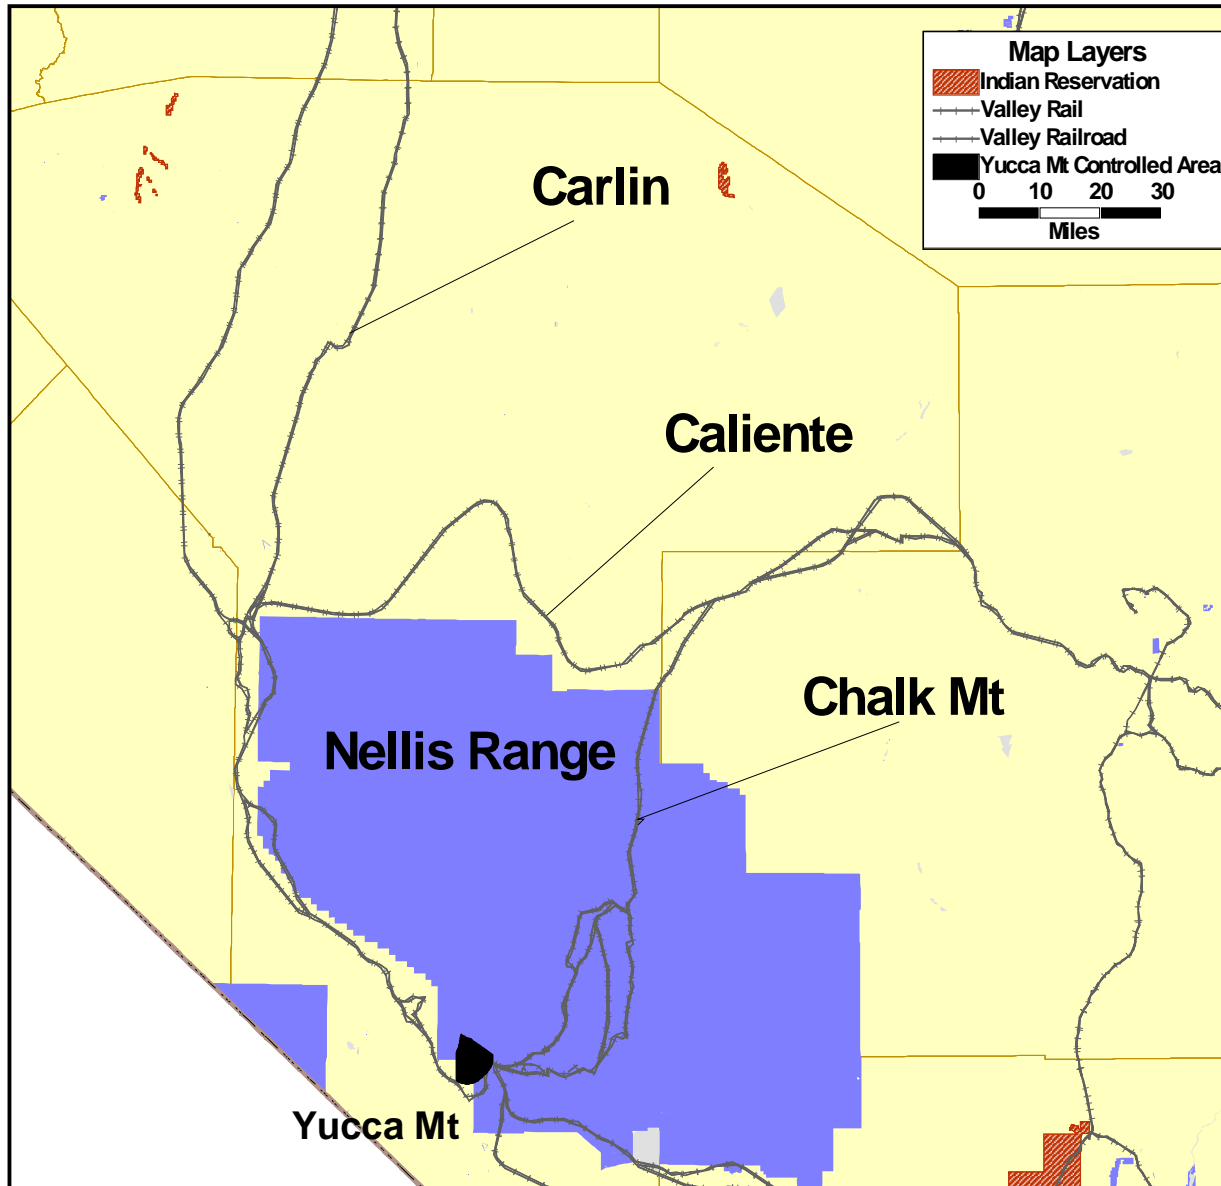 Map Layers
Indian Reservation
Valley Rail
Valley Railroad
Yucca Mt Controlled Area
0 10 20 30
Miles
Carlin
Caliente
Chalk Mt
Nellis Range
Yucca Mt